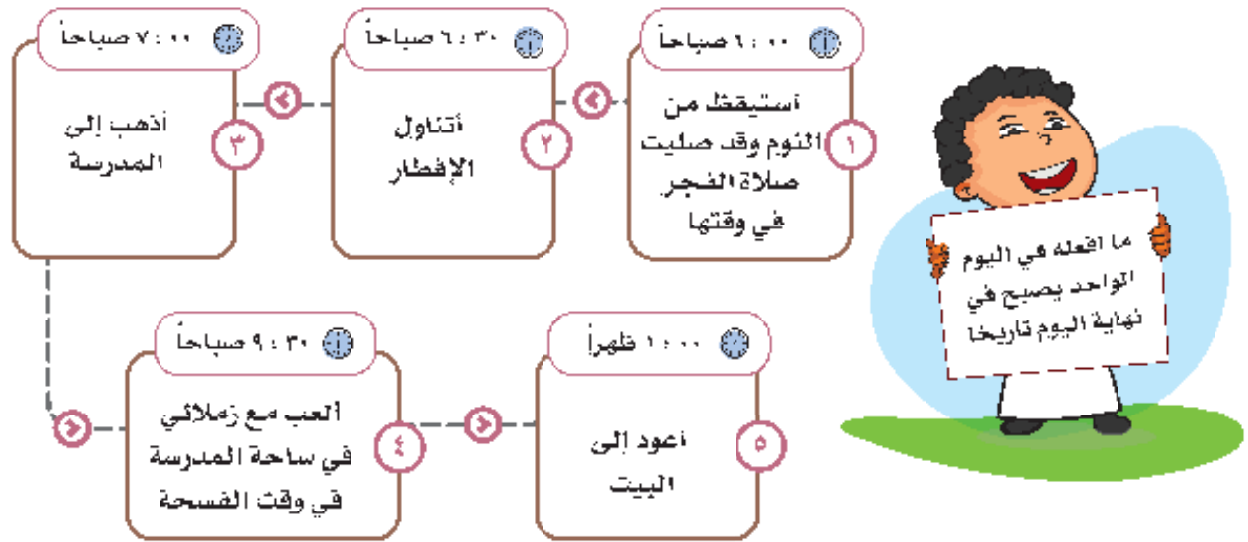 ٦:٠٠ صباحاً
أستيقظ من
النوم وقد صليت
صلاة الفجر
في وقتها
١
٦:٣٠ صباحاً
أتناول
الإفطار
٢
٧:٠٠ صباحاً
أذهب إلى
المدرسة
٣
٩:٣٠ صباحاً
ألعب مع زملائي
في ساحة المدرسة
في وقت الفسحة
٤
١:٠٠ ظهراً
أعود إلى
البيت
٥
ما افعله في اليوم
الواحد يصبح في
نهاية اليوم تاريخا